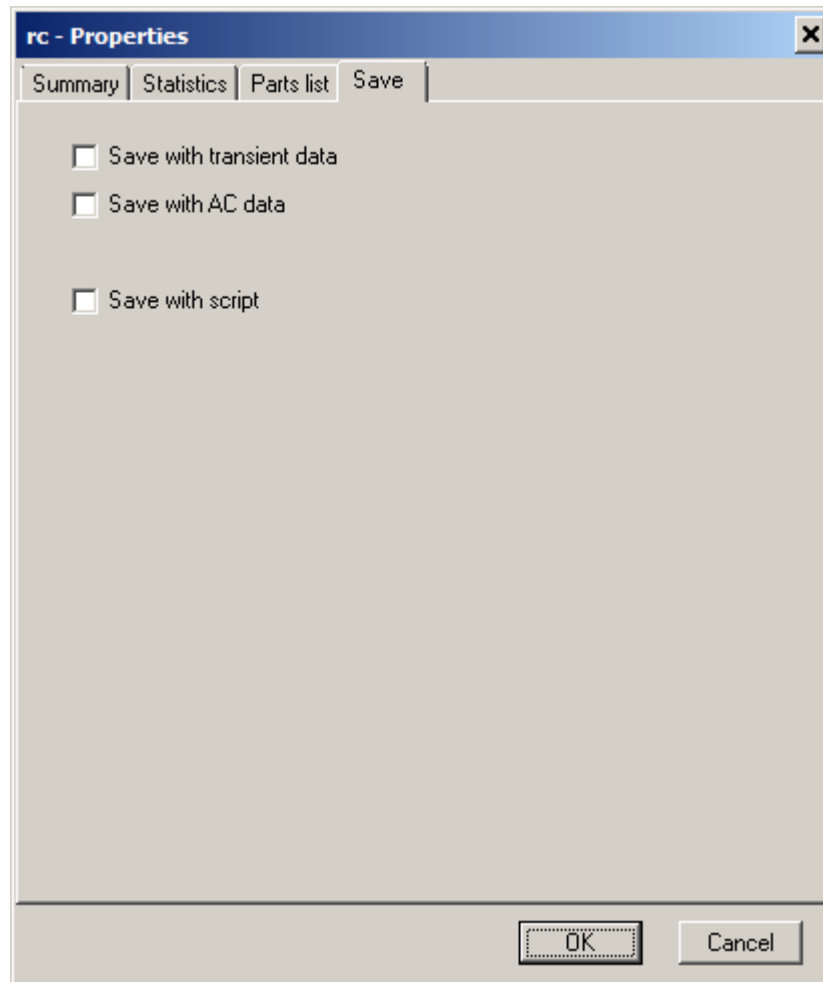 rc - Properties
Summary Statistics Parts list Save
Save with transient data
Save with AC data
Save with script
OK Cancel